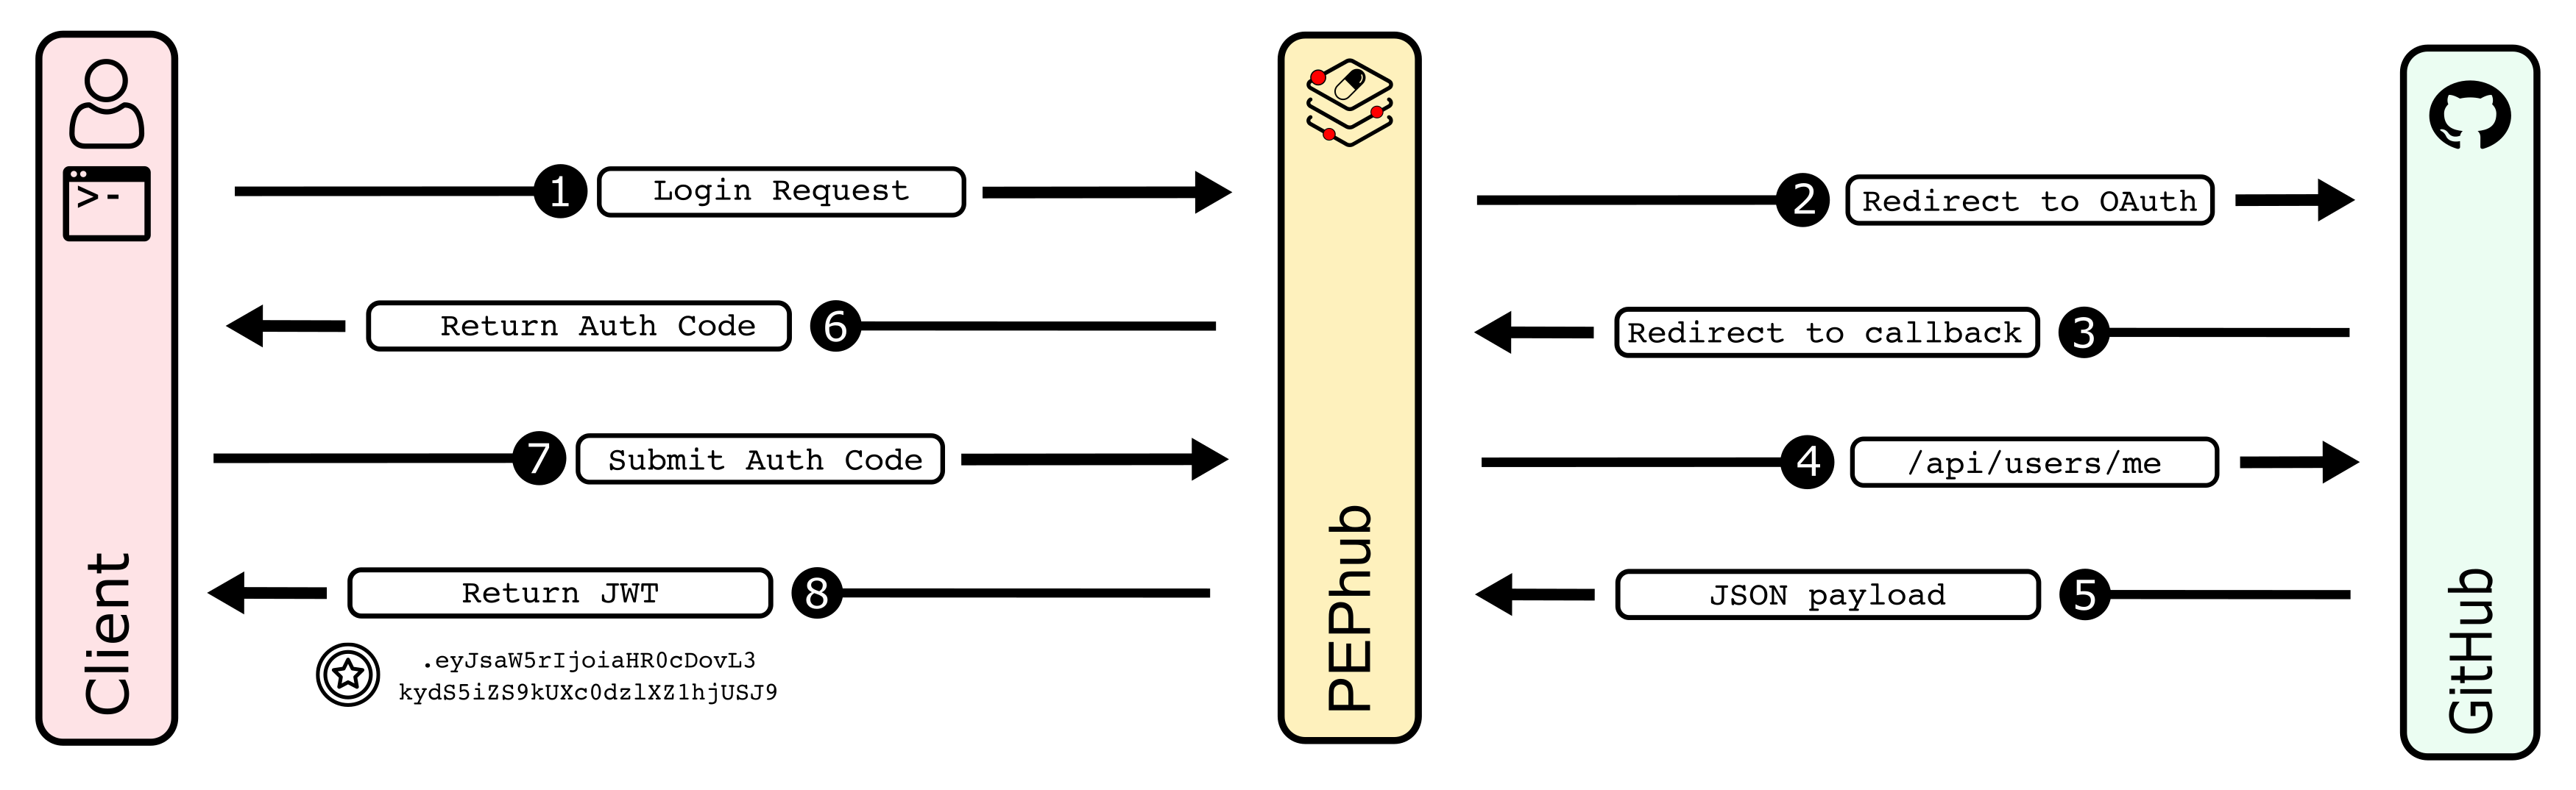 >-
1 Login Request
2 Redirect to OAuth
Return Auth Code 6
Redirect to callback 3
7 Submit Auth Code
4 /api/users/me
Return JWT 8
JSON payload 5
.eyJsaW5rIjoiaHR0cDovL3
kydS5iZS9kUXc0dzlXZ1hjUSJ9
Client
PEPhub
GitHub